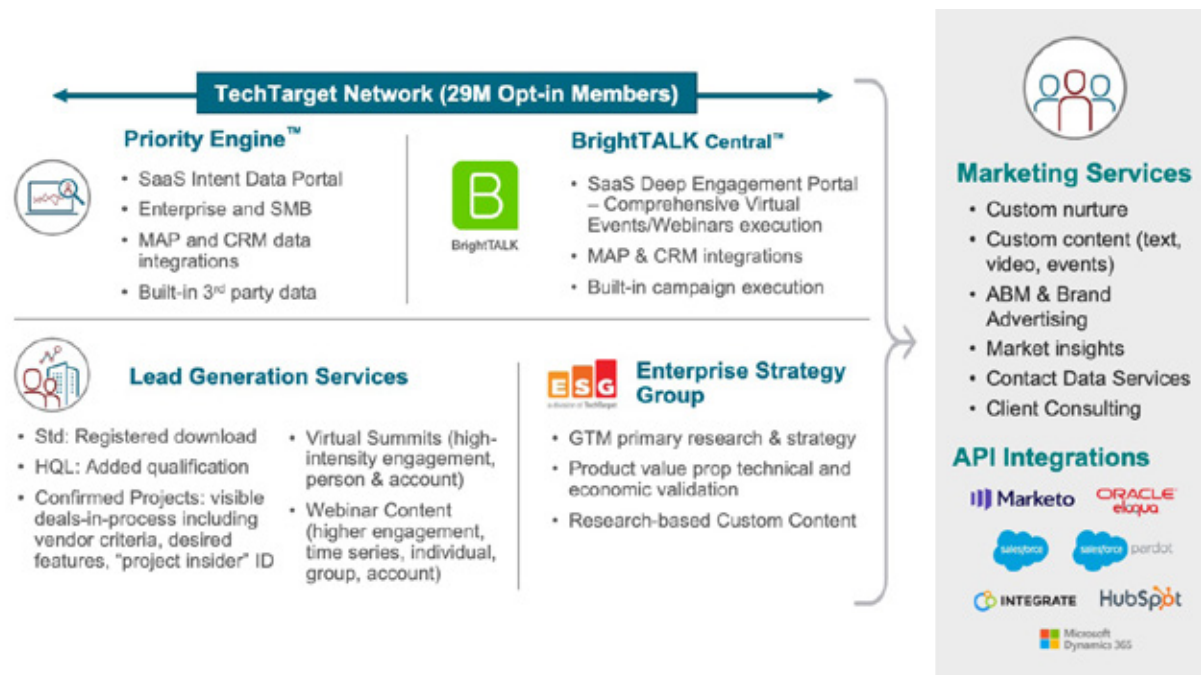 TechTarget Network (29M Opt-in Members)
Priority Engine™
• SaaS Intent Data Portal
• Enterprise and SMB
• MAP and CRM data
integrations
• Built-in 3rd party data
BrightTALK
BrightTALK Central™
• SaaS Deep Engagement Portal
– Comprehensive Virtual
Events/Webinars execution
• MAP & CRM integrations
• Built-in campaign execution
Lead Generation Services
• Std: Registered download
• HQL: Added qualification
• Confirmed Projects: visible
deals-in-process including
vendor criteria, desired
features, “project insider” ID
• Virtual Summits (high-
intensity engagement,
person & account)
• Webinar Content
(higher engagement,
time series, individual,
group, account)
ESG
a division of TechTarget
Enterprise Strategy
Group
• GTM primary research & strategy
• Product value prop technical and
economic validation
• Research-based Custom Content
Marketing Services
• Custom nurture
• Custom content (text,
video, events)
• ABM & Brand
Advertising
• Market insights
• Contact Data Services
• Client Consulting
API Integrations
Marketo
ORACLE
eloqua
salesforce
salesforce pardot
INTEGRATE
HubSpot
Microsoft
Dynamics 365